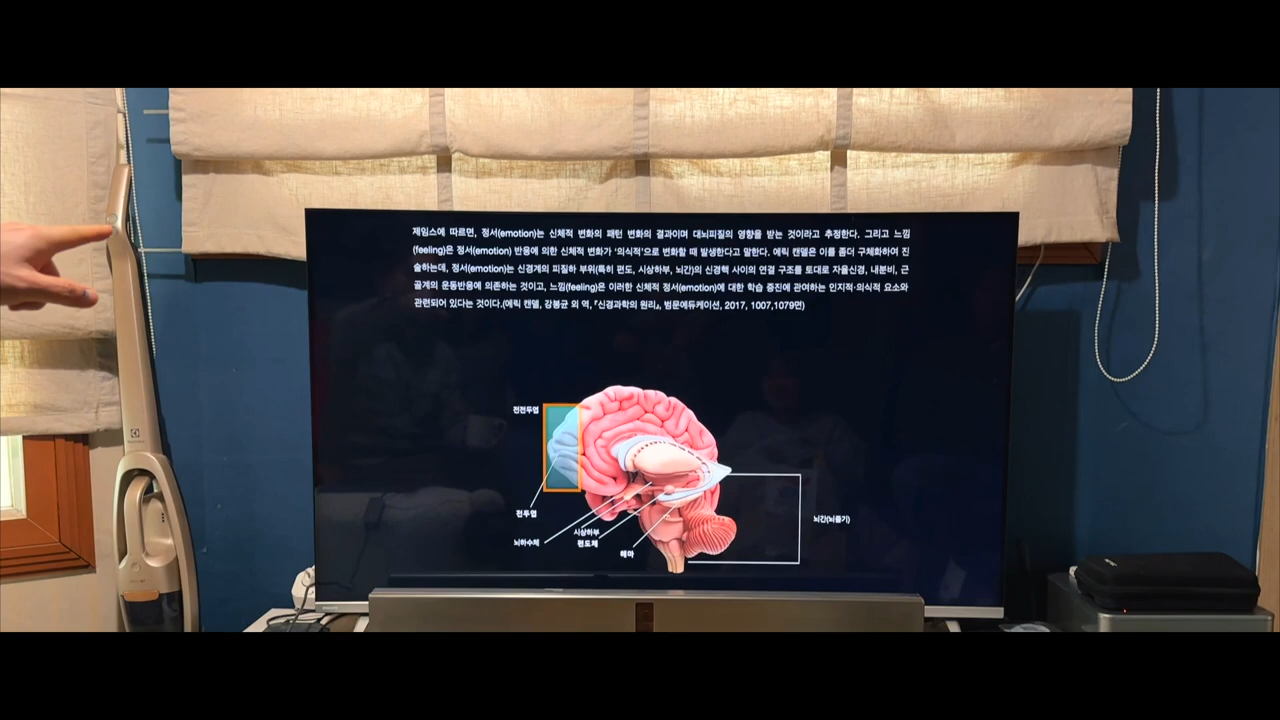 제임스에 따르면, 정서(emotion)는 신체적 변화의 패턴 변화의 결과이며 대뇌피질의 영향을 받는 것이라고 추정한다. 그리고 느낌
(feeling)은 정서(emotion) 반응에 의한 신체적 변화가 '의식적'으로 변화할 때 발생한다고 말한다. 에릭 캔델은 이를 좀더 구체화하여 진
술하는데, 정서(emotion)는 신경계의 피질하 부위(특히 편도, 시상하부, 뇌간)의 신경핵 사이의 연결 구조를 토대로 자율신경, 내분비, 근
골계의 운동반응에 의존하는 것이고, 느낌(feeling)은 이러한 신체적 정서(emotion)에 대한 학습 증진에 관여하는 인지적·의식적 요소와
관련되어 있다는 것이다.(에릭 캔델, 강봉균 외 역, 『신경과학의 원리』, 범문에듀케이션, 2017, 1007,1079면)
전전두엽
전두엽
뇌하수체
시상하부
편도체
해마
뇌간(뇌줄기)